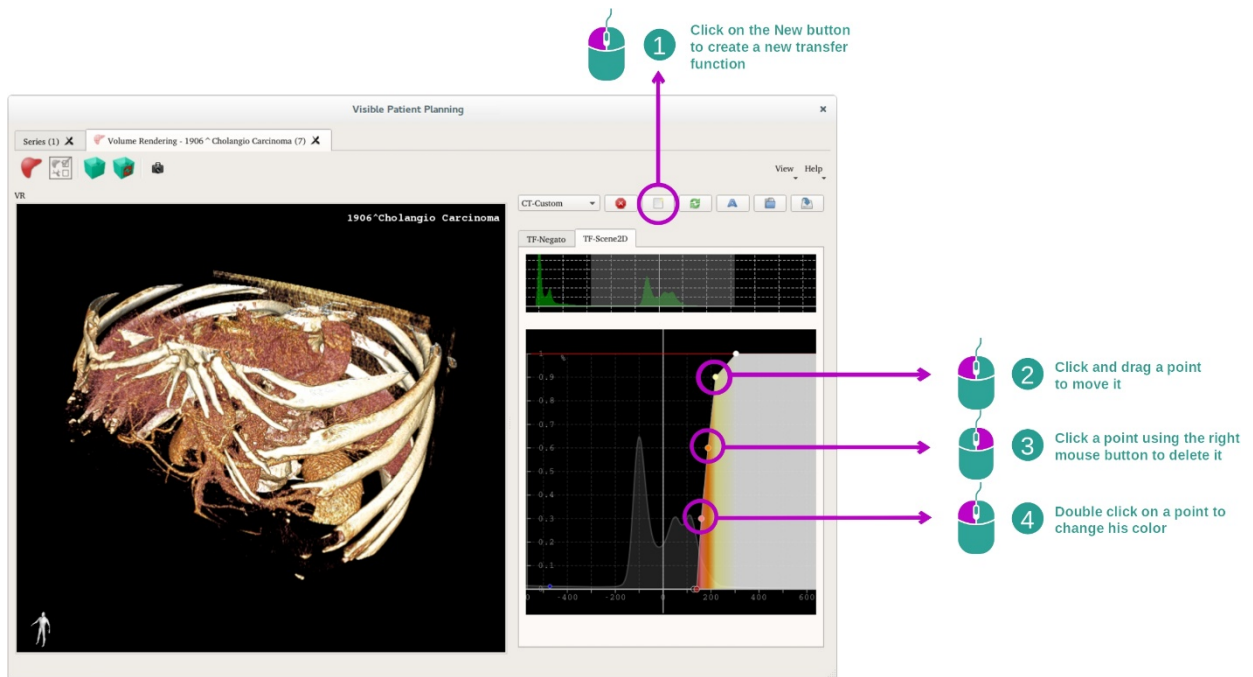 1
Click on the New button
to create a new transfer
function
Visible Patient Planning
Series (1)
Volume Rendering - 1906^Cholangio Carcinoma (7)
View Help
VR
1906^Cholangio Carcinoma
CT-Custom
TF-Negato TF-Scene2D
1
0.9
0.8
0.7
0.6
0.5
0.4
0.3
0.2
0.1
0
-400 -200 0 200 400 600
2
Click and drag a point
to move it
3
Click a point using the right
mouse button to delete it
4
Double click on a point to
change his color